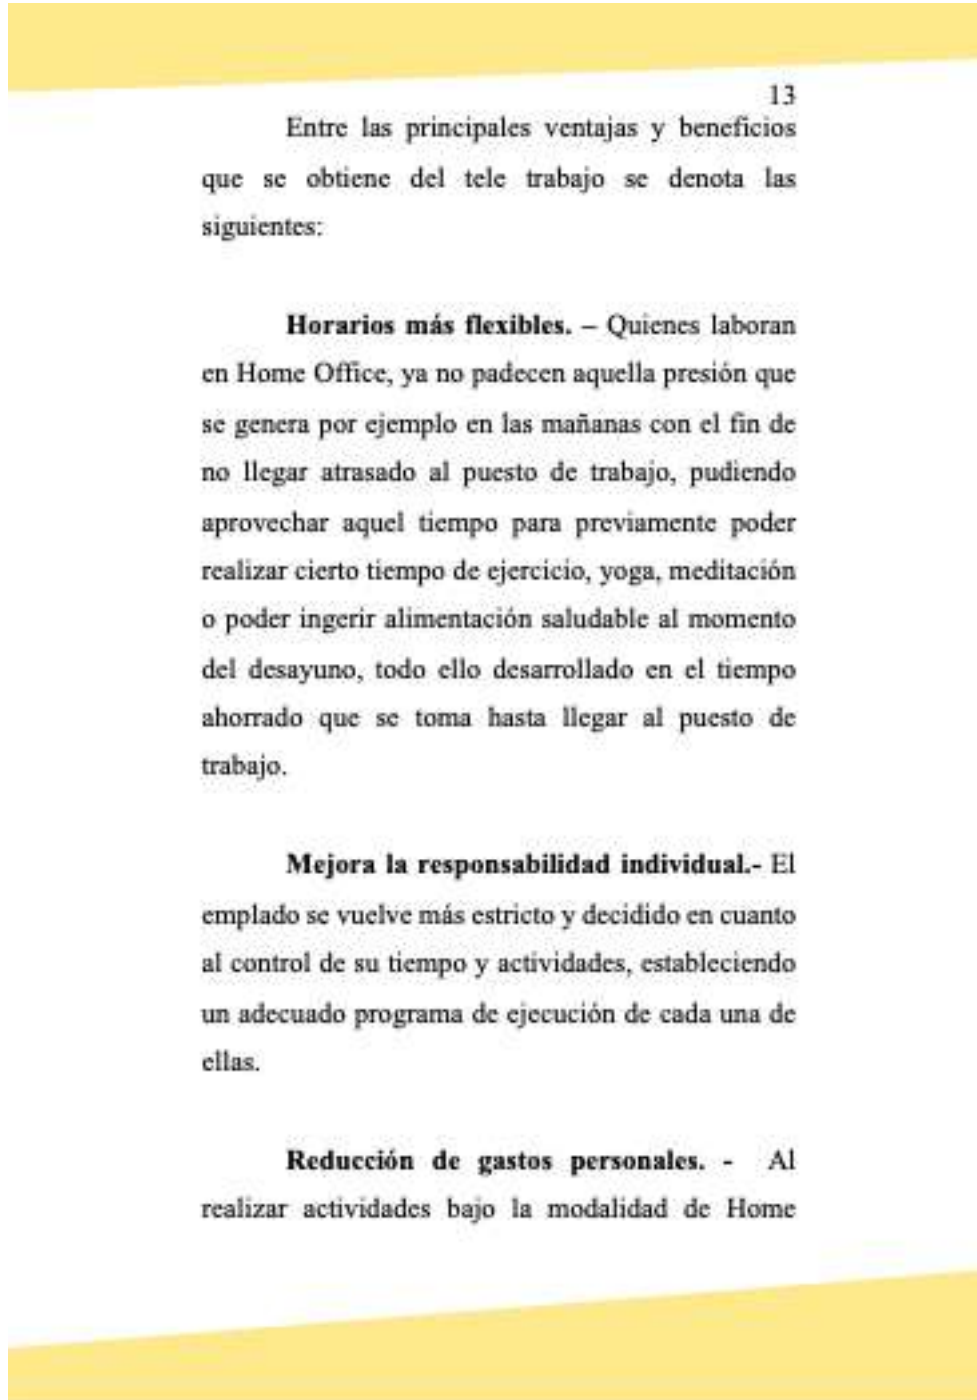 13
Entre las principales ventajas y beneficios
que se obtiene del tele trabajo se denota las
siguientes:
Horarios más flexibles. – Quienes laboran
en Home Office, ya no padecen aquella presión que
se genera por ejemplo en las mañanas con el fin de
no llegar atrasado al puesto de trabajo, pudiendo
aprovechar aquel tiempo para previamente poder
realizar cierto tiempo de ejercicio, yoga, meditación
o poder ingerir alimentación saludable al momento
del desayuno, todo ello desarrollado en el tiempo
ahorrado que se toma hasta llegar al puesto de
trabajo.
Mejora la responsabilidad individual.- El
emplado se vuelve más estricto y decidido en cuanto
al control de su tiempo y actividades, estableciendo
un adecuado programa de ejecución de cada una de
ellas.
Reducción de gastos personales. - Al
realizar actividades bajo la modalidad de Home